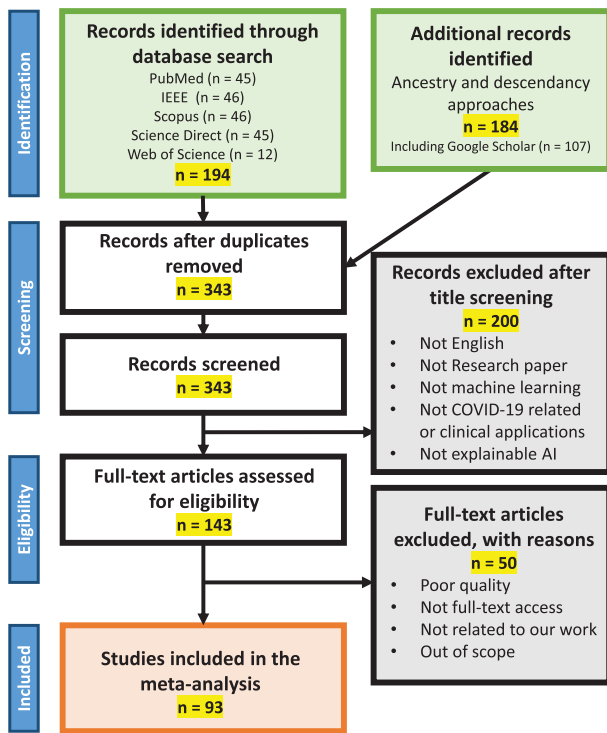 Identification
Records identified through
database search
PubMed (n = 45)
IEEE (n = 46)
Scopus (n = 46)
Science Direct (n = 45)
Web of Science (n = 12)
n = 194
Additional records
identified
Ancestry and descendancy
approaches
n = 184
Including Google Scholar (n = 107)
Screening
Records after duplicates
removed
n = 343
Records screened
n = 343
Records excluded after
title screening
n = 200
• Not English
• Not Research paper
• Not machine learning
• Not COVID-19 related
or clinical applications
• Not explainable AI
Eligibility
Full-text articles assessed
for eligibility
n = 143
Full-text articles
excluded, with reasons
n = 50
• Poor quality
• Not full-text access
• Not related to our work
• Out of scope
Included
Studies included in the
meta-analysis
n = 93